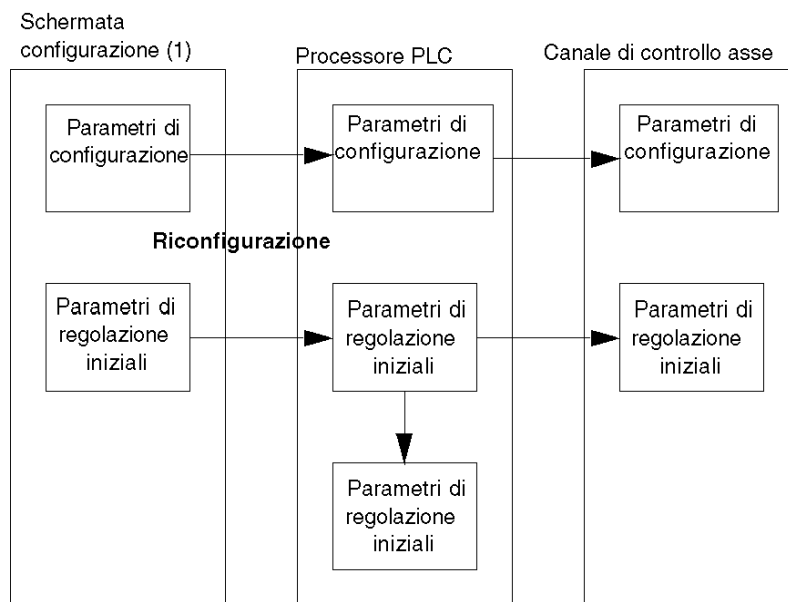 Schermata
configurazione (1)
Processore PLC
Canale di controllo asse
Parametri di
configurazione
Parametri di
configurazione
Parametri di
configurazione
Riconfigurazione
Parametri di
regolazione
iniziali
Parametri di
regolazione
iniziali
Parametri di
regolazione
iniziali
Parametri di
regolazione
iniziali